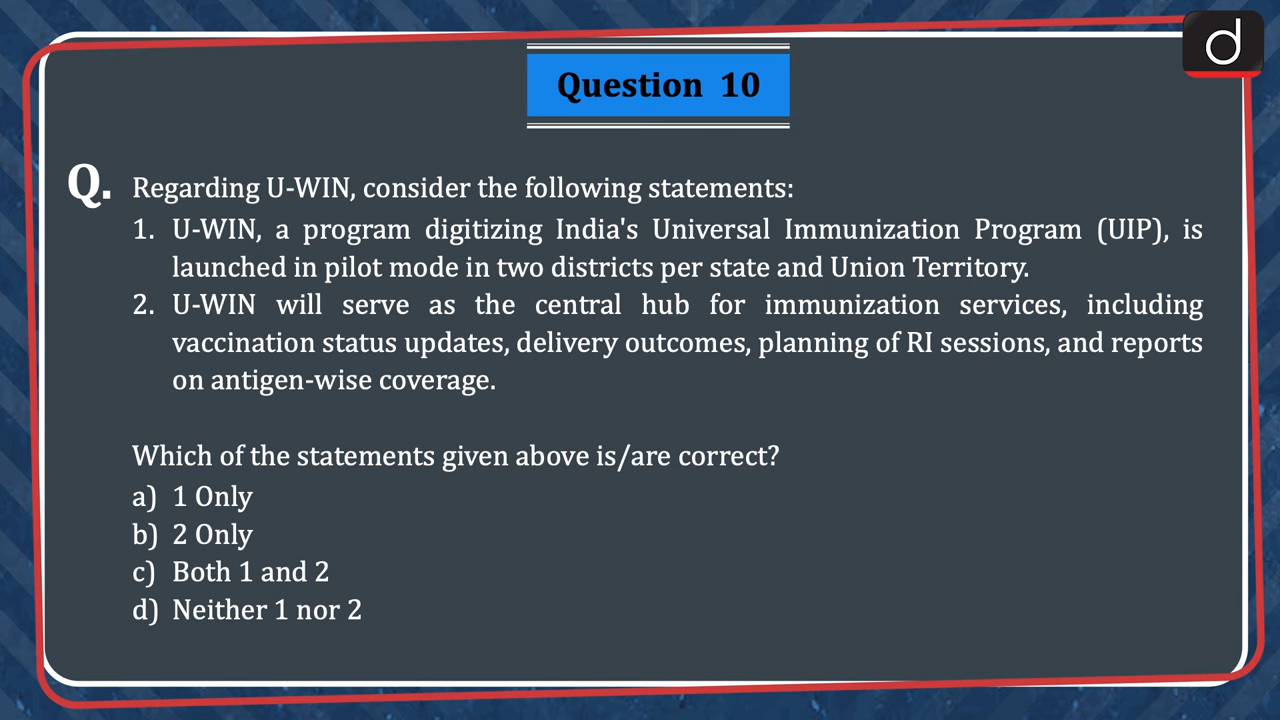 d
Question 10
Q. Regarding U-WIN, consider the following statements:
1. U-WIN, a program digitizing India's Universal Immunization Program (UIP), is
launched in pilot mode in two districts per state and Union Territory.
2. U-WIN will serve as the central hub for immunization services, including
vaccination status updates, delivery outcomes, planning of RI sessions, and reports
on antigen-wise coverage.
Which of the statements given above is/are correct?
a) 1 Only
b) 2 Only
c) Both 1 and 2
d) Neither 1 nor 2